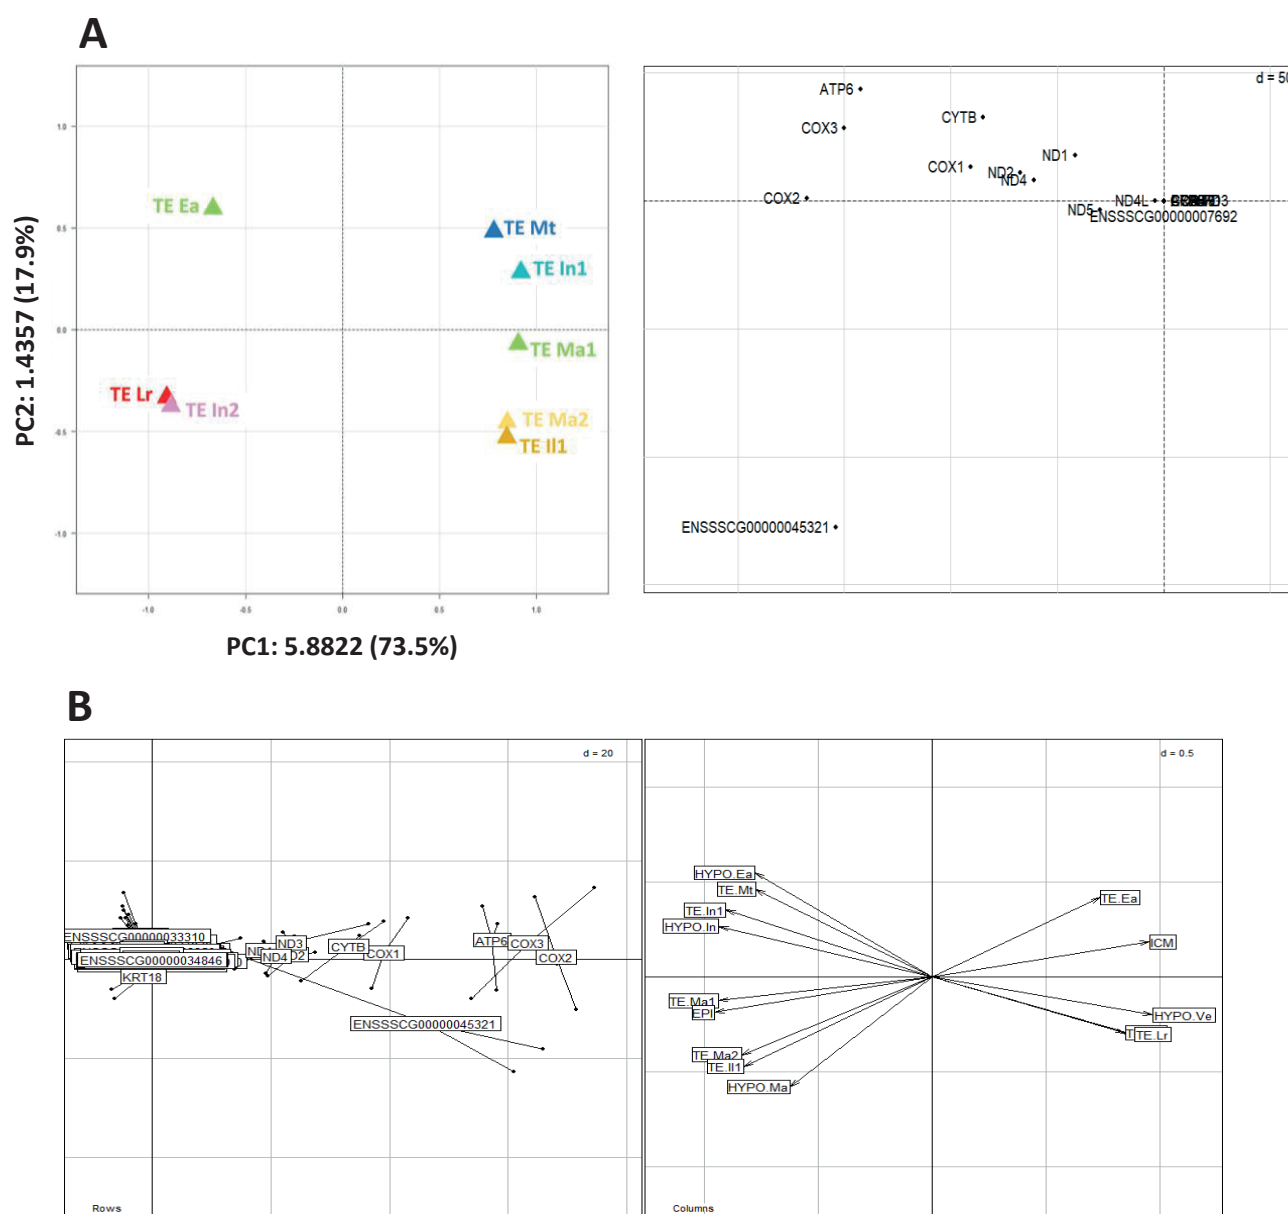 A
TE Ea
TE Mt
TE In1
TE Ma1
TE Lr
TE In2
TE Ma2
TE Il1
1.0
0.5
0.0
-0.5
-1.0
-1.0
-0.5
0.0
0.5
1.0
PC2: 1.4357 (17.9%)
PC1: 5.8822 (73.5%)
d = 50
ATP6
COX3
CYTB
COX1
ND1
ND2
ND4
COX2
ND4L
ND5
ENSSSCG00000007692
ENSSSCG00000045321
B
d = 20
ENSSSCG00000033310
ENSSSCG00000034846
KRT18
ND3
ND4
CYTB
COX1
ATP6
COX3
COX2
ENSSSCG00000045321
Rows
d = 0.5
HYPO.Ea
TE.Mt
TE.In1
HYPO.In
TE.Ea
ICM
TE.Ma1
EPI
HYPO.Ve
TE.Lr
TE.Ma2
TE.Il1
HYPO.Ma
Columns